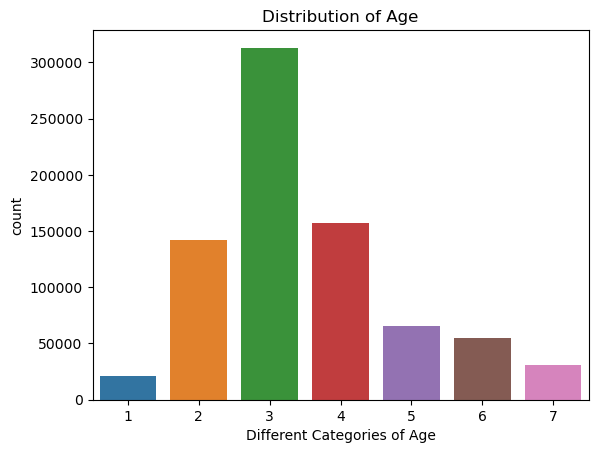 Distribution of Age
300000
250000
200000
150000
100000
50000
0
count
1 2 3 4 5 6 7
Different Categories of Age